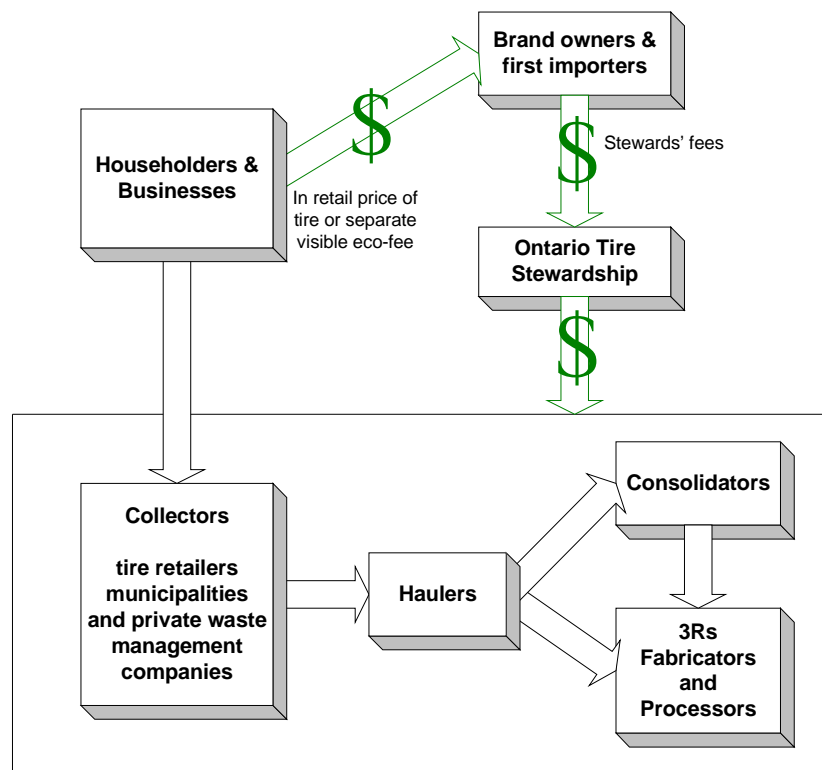 Brand owners &
first importers
$
Stewards' fees
$
Householders &
Businesses
In retail price of
tire or separate
visible eco-fee
Ontario Tire
Stewardship
$
Collectors
tire retailers
municipalities
and private waste
management
companies
Haulers
Consolidators
3Rs
Fabricators
and
Processors